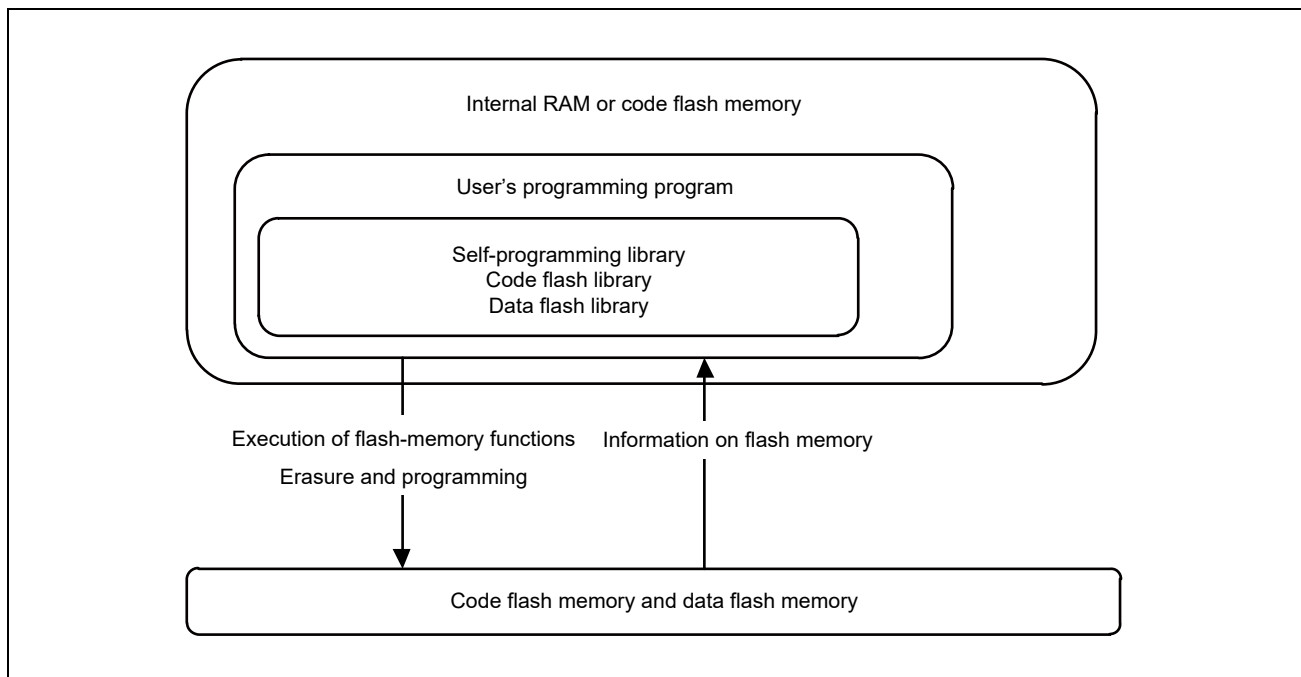 Internal RAM or code flash memory
User’s programming program
Self-programming library
Code flash library
Data flash library
Execution of flash-memory functions
Information on flash memory
Erasure and programming
Code flash memory and data flash memory